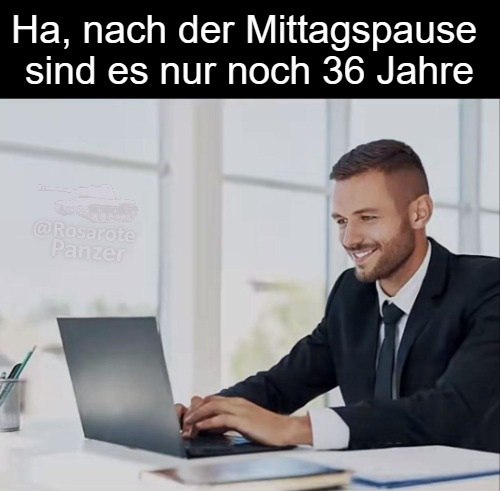 Ha, nach der Mittagspause
sind es nur noch 36 Jahre
@Rosarote
Panzer